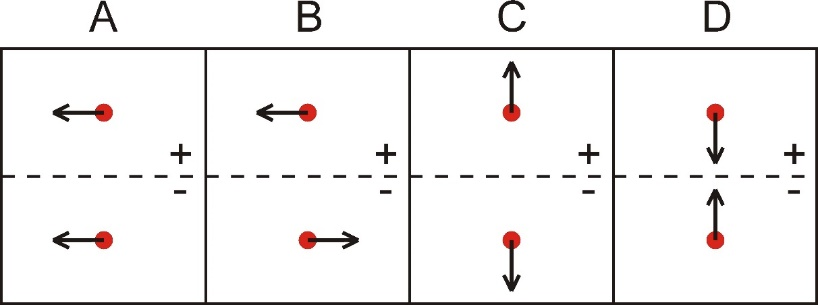 A B C D
+ + + +
- - - -